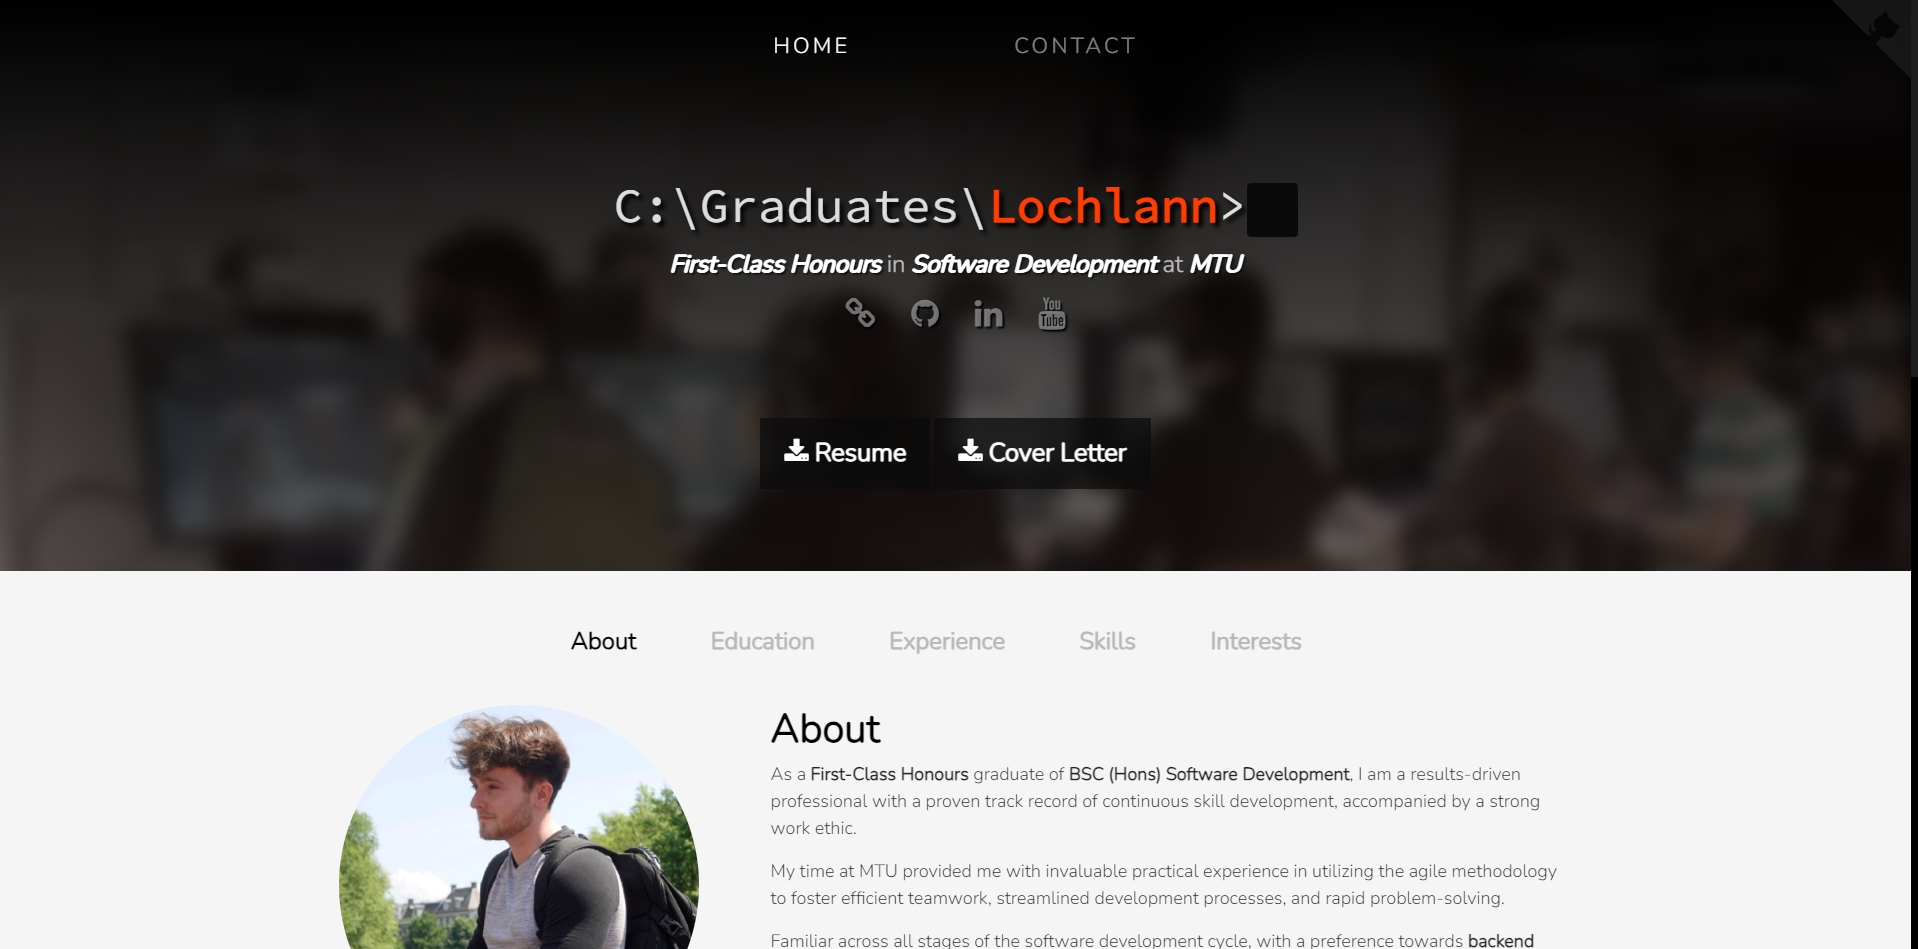 HOME CONTACT
C:\Graduates\Lochlann>
First-Class Honours in Software Development at MTU
You
Tube
Resume Cover Letter
About Education Experience Skills Interests
About
As a First-Class Honours graduate of BSC (Hons) Software Development, I am a results-driven
professional with a proven track record of continuous skill development, accompanied by a strong
work ethic.
My time at MTU provided me with invaluable practical experience in utilizing the agile methodology
to foster efficient teamwork, streamlined development processes, and rapid problem-solving.
Familiar across all stages of the software development cycle, with a preference towards backend